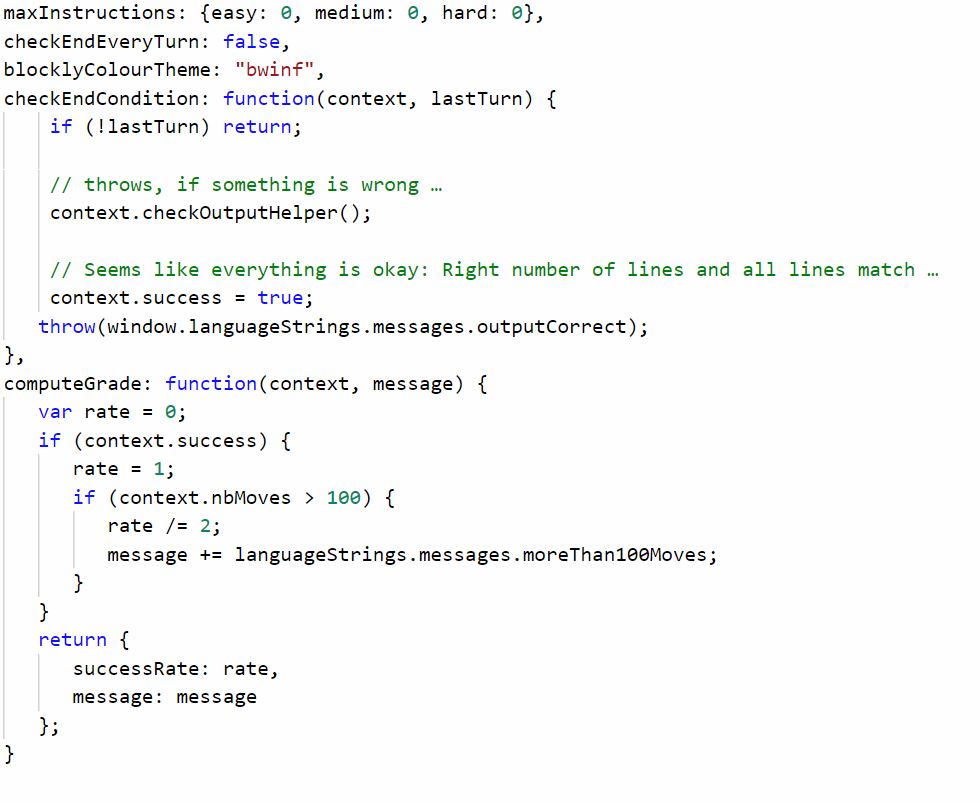 maxInstructions: {easy: 0, medium: 0, hard: 0},
checkEndEveryTurn: false,
blocklyColourTheme: "bwinf",
checkEndCondition: function(context, lastTurn) {
    if (!lastTurn) return;

    // throws, if something is wrong …
    context.checkOutputHelper();

    // Seems like everything is okay: Right number of lines and all lines match …
    context.success = true;
   throw(window.languageStrings.messages.outputCorrect);
},
computeGrade: function(context, message) {
   var rate = 0;
   if (context.success) {
      rate = 1;
      if (context.nbMoves > 100) {
         rate /= 2;
         message += languageStrings.messages.moreThan100Moves;
      }
   }
   return {
      successRate: rate,
      message: message
   };
}